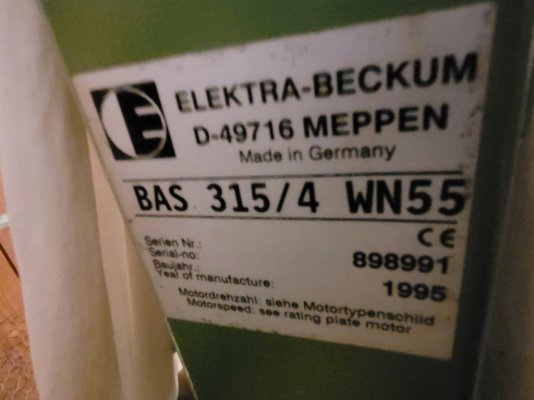 E
ELEKTRA-BECKUM
D-49716 MEPPEN
Made in Germany
BAS 315/4 WN55
CE
Serien Nr.:
Serial-no:
898991
Baujahr:
Year of manufacture:
1995
Motordrehzahl: siehe Motortypenschild
Motorspeed: see rating plate motor